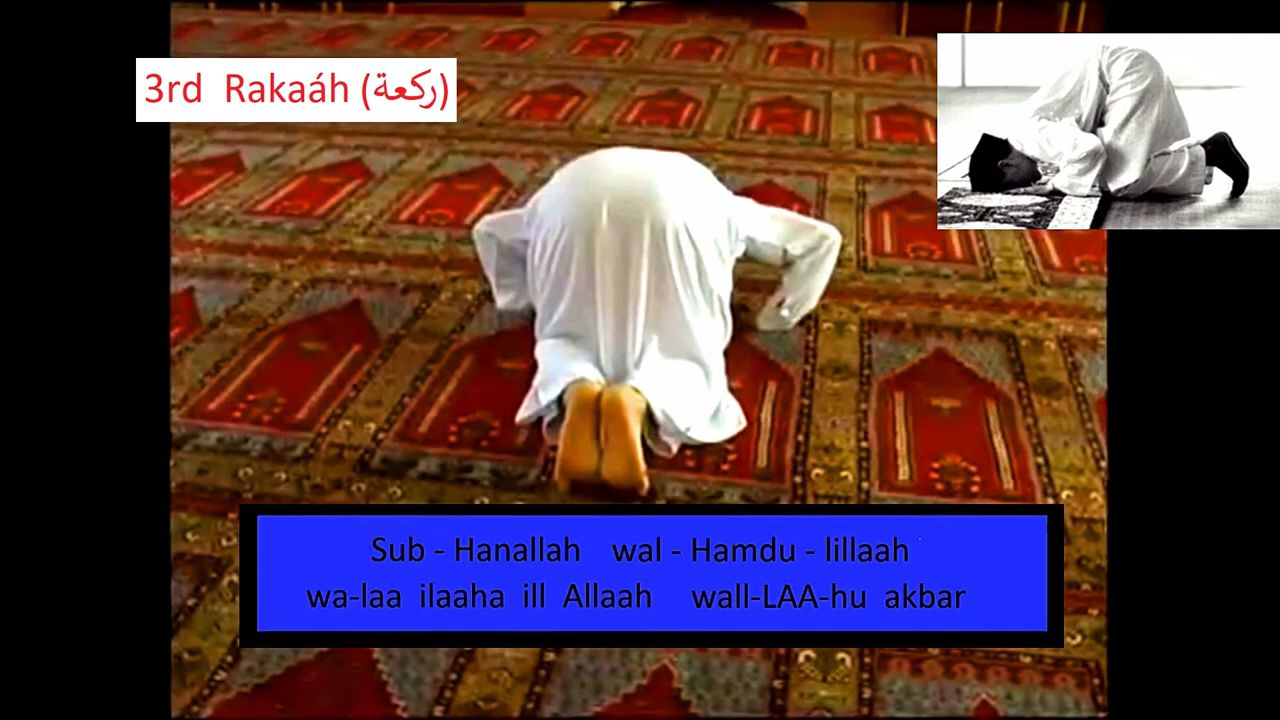 3rd Rakaáh (ركعة)
Sub - Hanallah wal - Hamdu - lillaah
wa-laa ilaaha ill Allaah wall-LAA-hu akbar